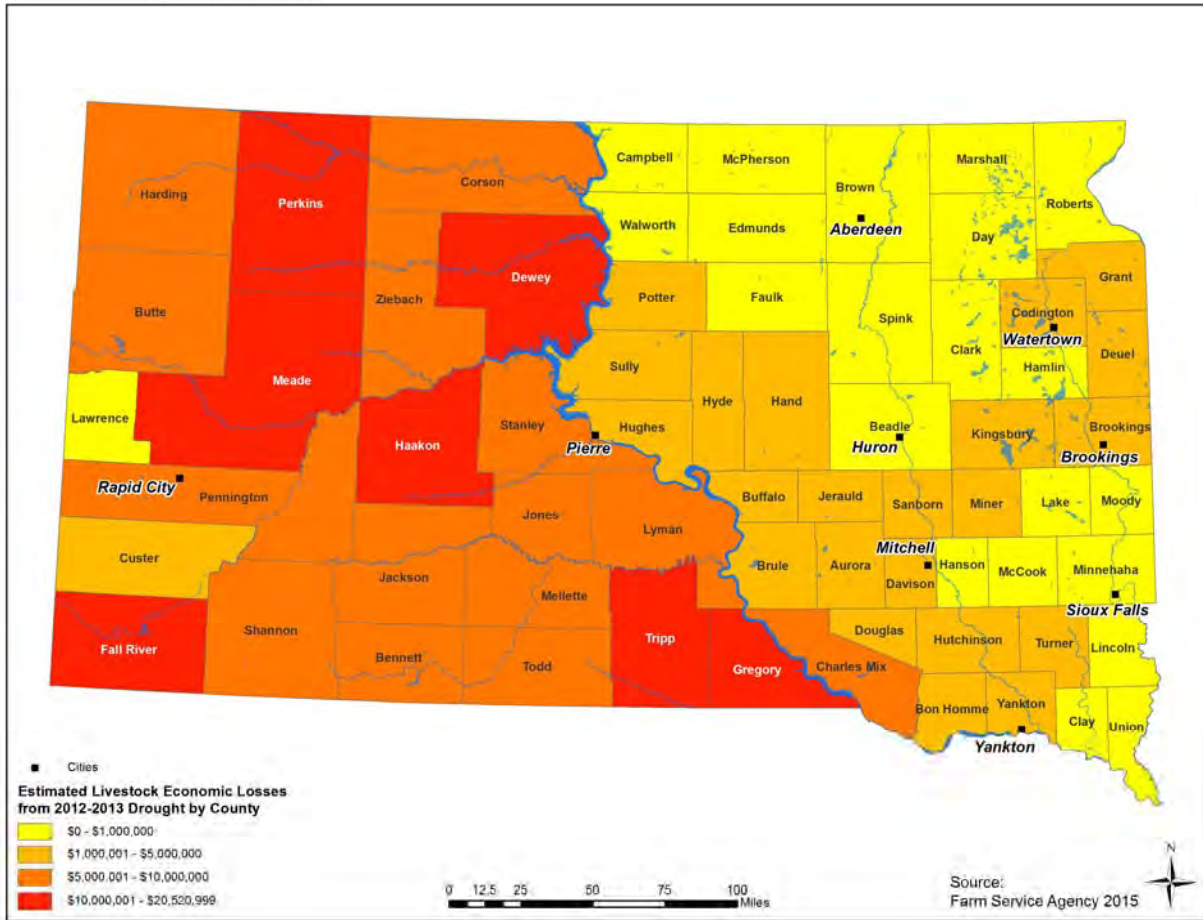 Campbell
McPherson
Brown
Marshall
Roberts
Harding
Perkins
Corson
Walworth
Edmunds
Aberdeen
Day
Dewey
Grant
Butte
Ziebach
Potter
Faulk
Spink
Codington
Watertown
Clark
Deuel
Hamlin
Meade
Sully
Lawrence
Hyde
Hand
Haakon
Stanley
Hughes
Pierre
Beadle
Huron
Kingsbury
Brookings
Brookings
Rapid City
Pennington
Buffalo
Jerauld
Sanborn
Miner
Lake
Moody
Jones
Lyman
Custer
Mitchell
Brule
Aurora
Davison
Hanson
McCook
Minnehaha
Jackson
Mellette
Sioux Falls
Shannon
Fall River
Tripp
Douglas
Hutchinson
Turner
Lincoln
Bennett
Todd
Gregory
Charles Mix
Bon Homme
Yankton
Clay
Union
Yankton
Cities
Estimated Livestock Economic Losses
from 2012-2013 Drought by County
$0 - $1,000,000
$1,000,001 - $5,000,000
$5,000,001 - $10,000,000
$10,000,001 - $20,520,999
0 12.5 25 50 75 100
Miles
N
Source:
Farm Service Agency 2015